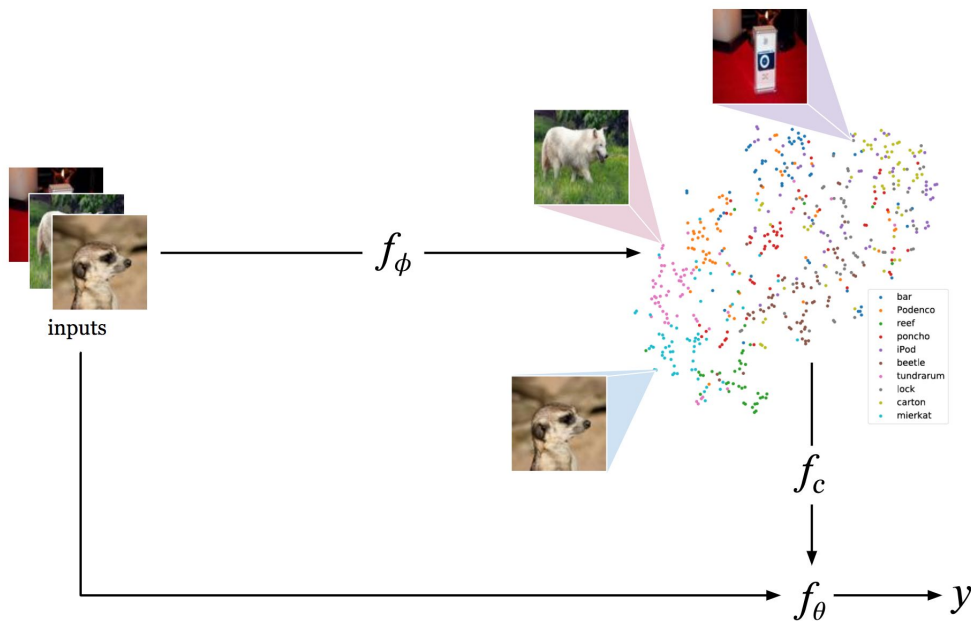 inputs
f_ϕ
bar
Podenco
reef
poncho
iPod
beetle
tundrarum
lock
carton
mierkat
f_c
f_θ
y